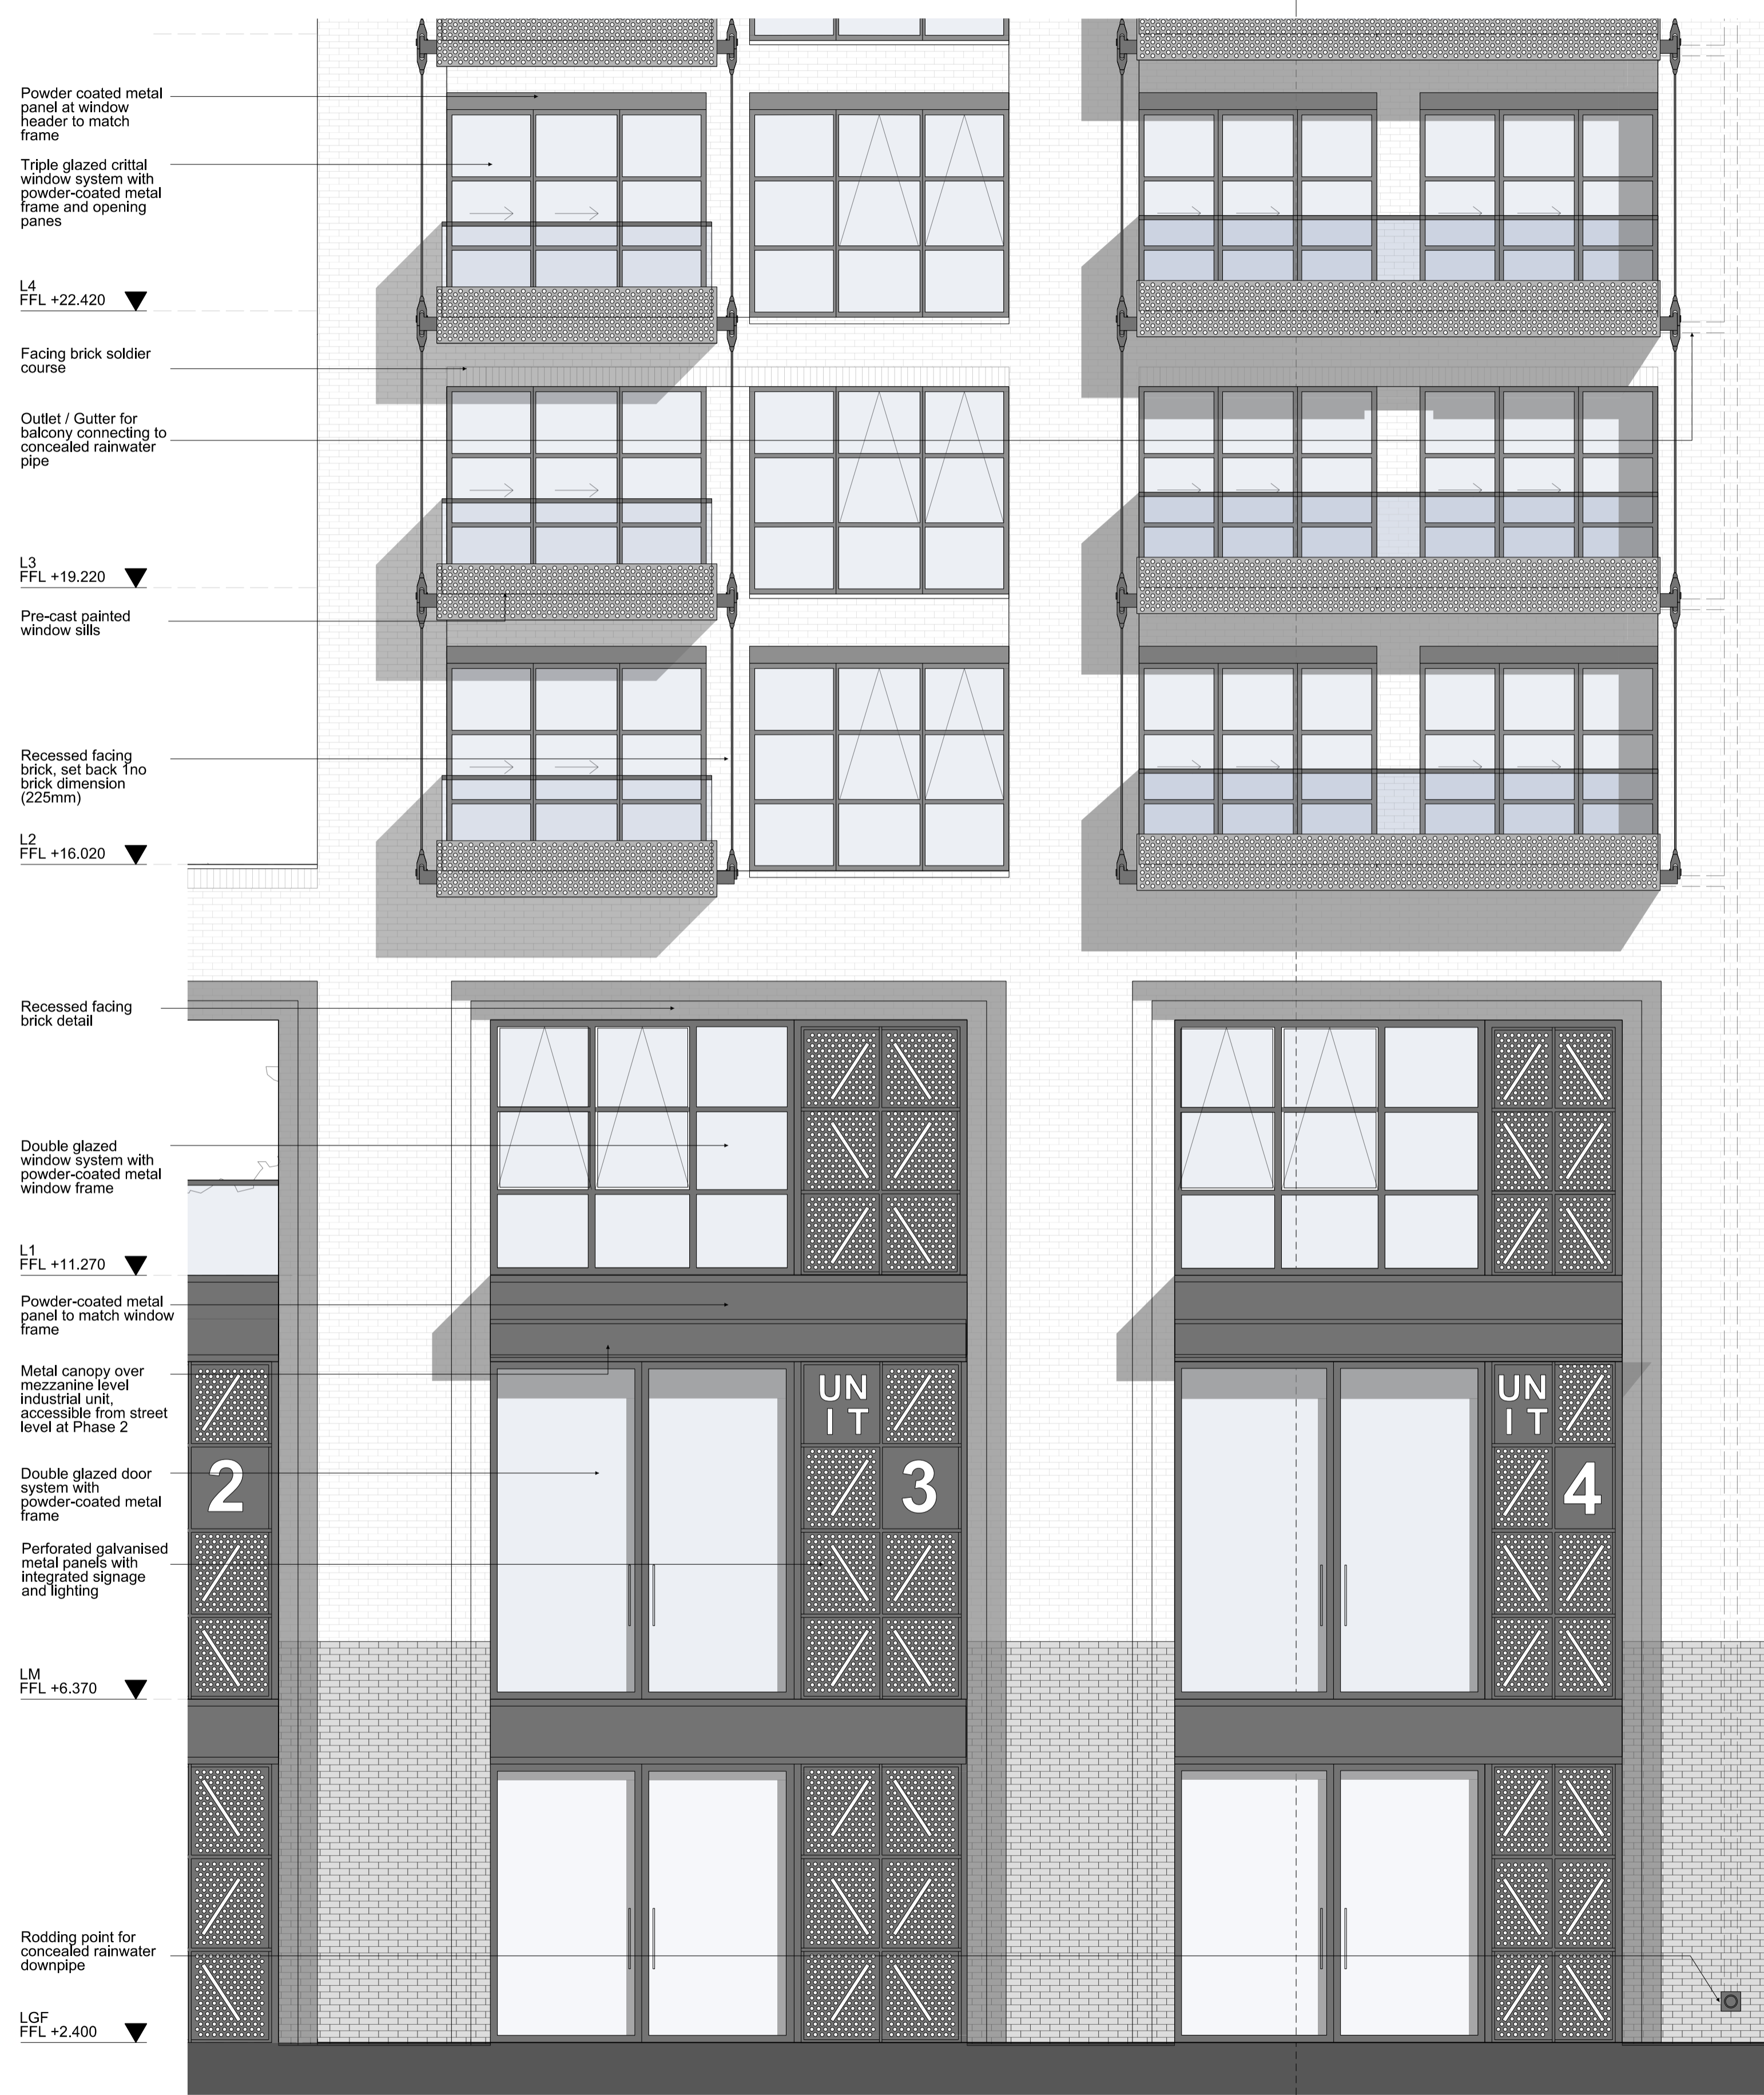 Powder coated metal
panel at window
header to match
frame
Triple glazed crittal
window system with
powder-coated metal
frame and opening
panes
L4
FFL +22.420
Facing brick soldier
course
Outlet / Gutter for
balcony connecting to
concealed rainwater
pipe
L3
FFL +19.220
Pre-cast painted
window sills
Recessed facing
brick, set back 1no
brick dimension
(225mm)
L2
FFL +16.020
Recessed facing
brick detail
Double glazed
window system with
powder-coated metal
window frame
L1
FFL +11.270
Powder-coated metal
panel to match window
frame
Metal canopy over
mezzanine level
industrial unit,
accessible from street
level at Phase 2
Double glazed door
system with
powder-coated metal
frame
Perforated galvanised
metal panels with
integrated signage
and lighting
LM
FFL +6.370
Rodding point for
concealed rainwater
downpipe
LGF
FFL +2.400
2
UN
IT
3
UN
IT
4